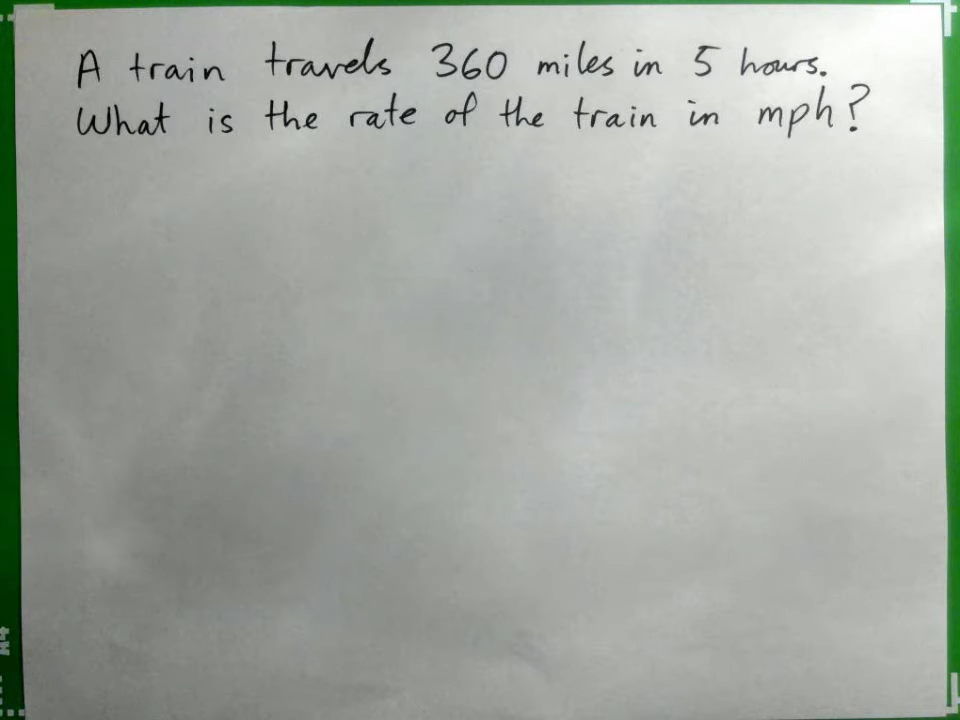 A train travels 360 miles in 5 hours.
What is the rate of the train in mph?